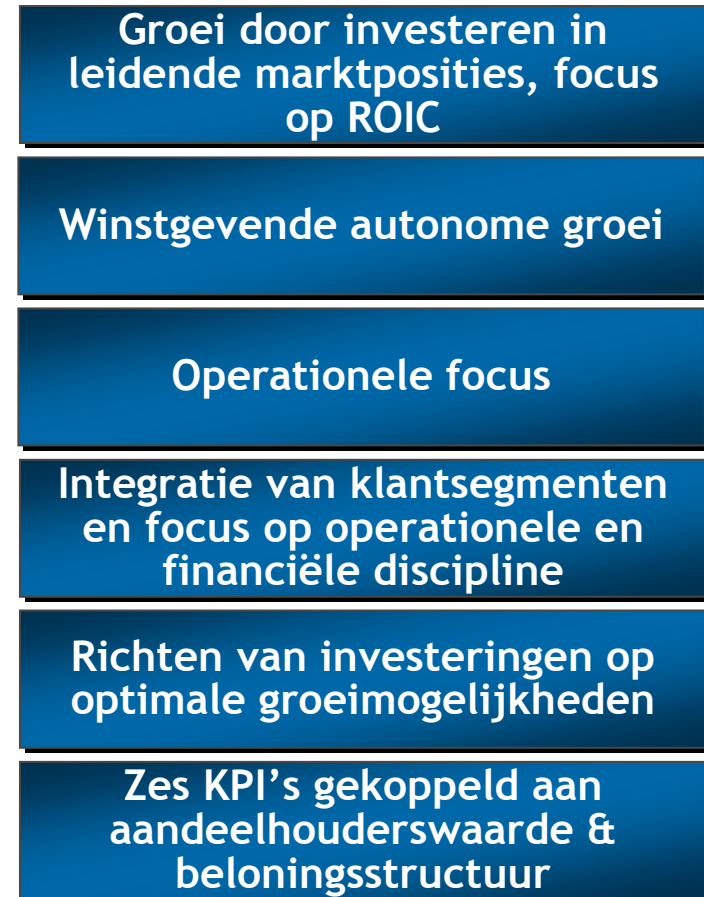 Groei door investeren in
leidende marktposities, focus
op ROIC
Winstgevende autonome groei
Operationele focus
Integratie van klantsegmenten
en focus op operationele en
financiële discipline
Richten van investeringen op
optimale groeimogelijkheden
Zes KPI’s gekoppeld aan
aandeelhouderswaarde &
beloningsstructuur